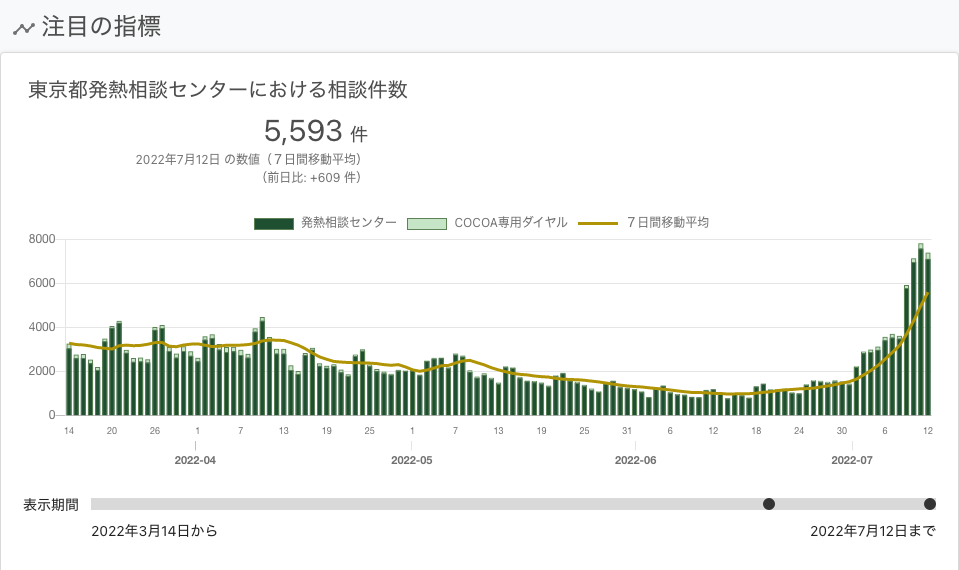 注目の指標
東京都発熱相談センターにおける相談件数
5,593 件
2022年7月12日 の数値（７日間移動平均）
（前日比: +609 件）
発熱相談センター COCOA専用ダイヤル ７日間移動平均
8000
6000
4000
2000
0
14 20 26 1 7 13 19 25 1 7 13 19 25 31 6 12 18 24 30 6 12
2022-04 2022-05 2022-06 2022-07
表示期間
2022年3月14日から 2022年7月12日まで